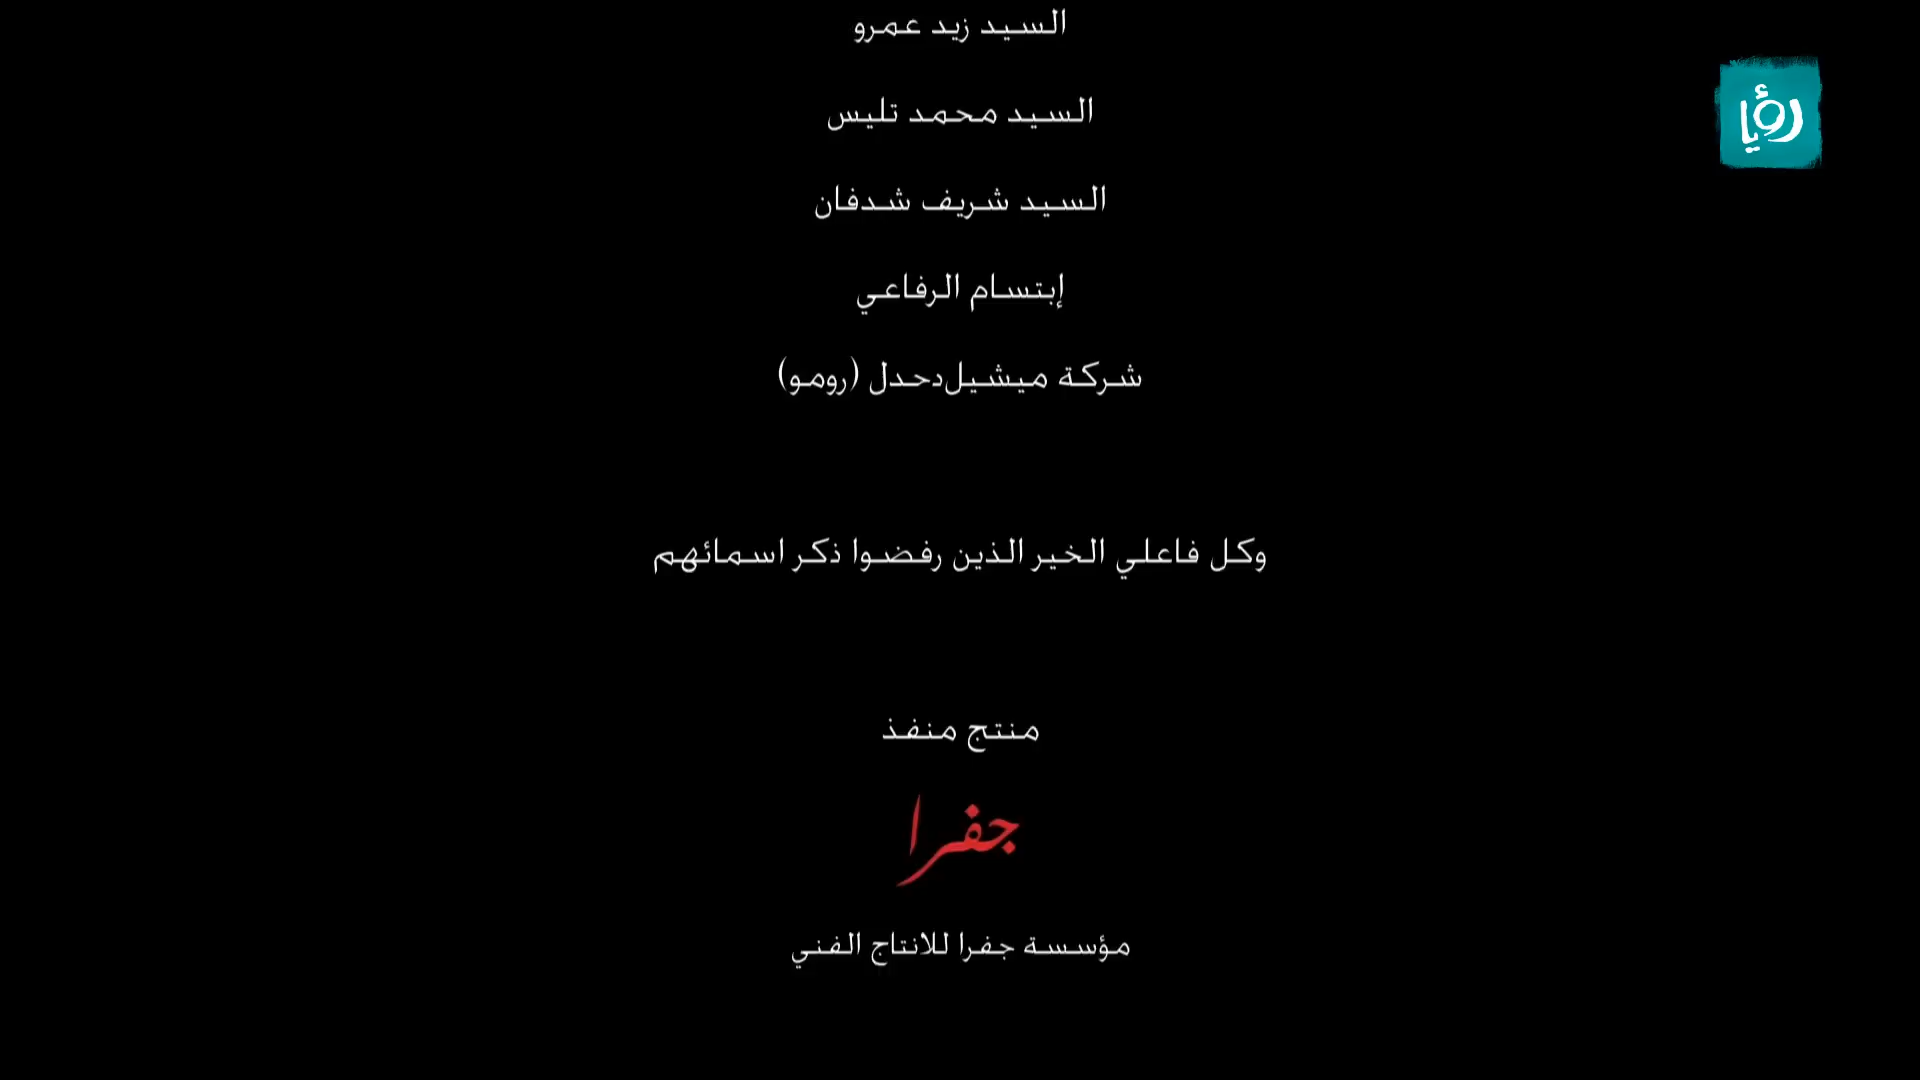 السيد زيد عمرو
رؤيا
السيد محمد تليس
السيد شريف شدفان
إبتسام الرفاعي
شركة ميشيل دحدل (رومو)
وكل فاعلي الخير الذين رفضوا ذكر اسمائهم
منتج منفذ
جفرا
مؤسسة جفرا للانتاج الفني